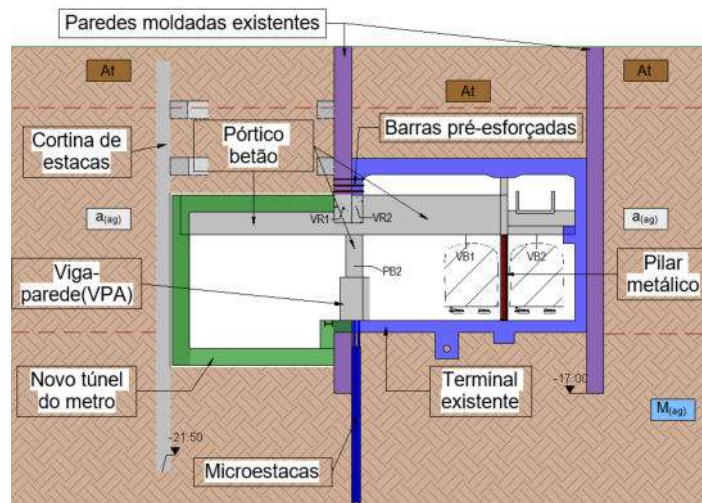 Paredes moldadas existentes
At
At
At
Cortina de
estacas
Pórtico
betão
Barras pré-esforçadas
a(ag)
a(ag)
VR1
VR2
Viga-
parede(VPA)
PB2
VB1
VB2
Pilar
metálico
Novo túnel
do metro
Terminal
existente
-17.00
M(ag)
-21.50
Microestacas